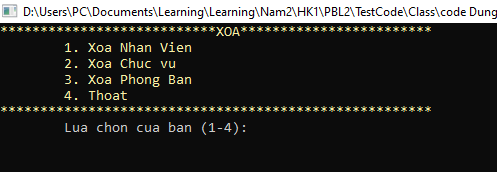 D:\Users\PC\Documents\Learning\Learning\Nam2\HK1\PBL2\TestCode\Class\code Dung
***************************XOA************************
1. Xoa Nhan Vien
2. Xoa Chuc vu
3. Xoa Phong Ban
4. Thoat
******************************************************
Lua chon cua ban (1-4):